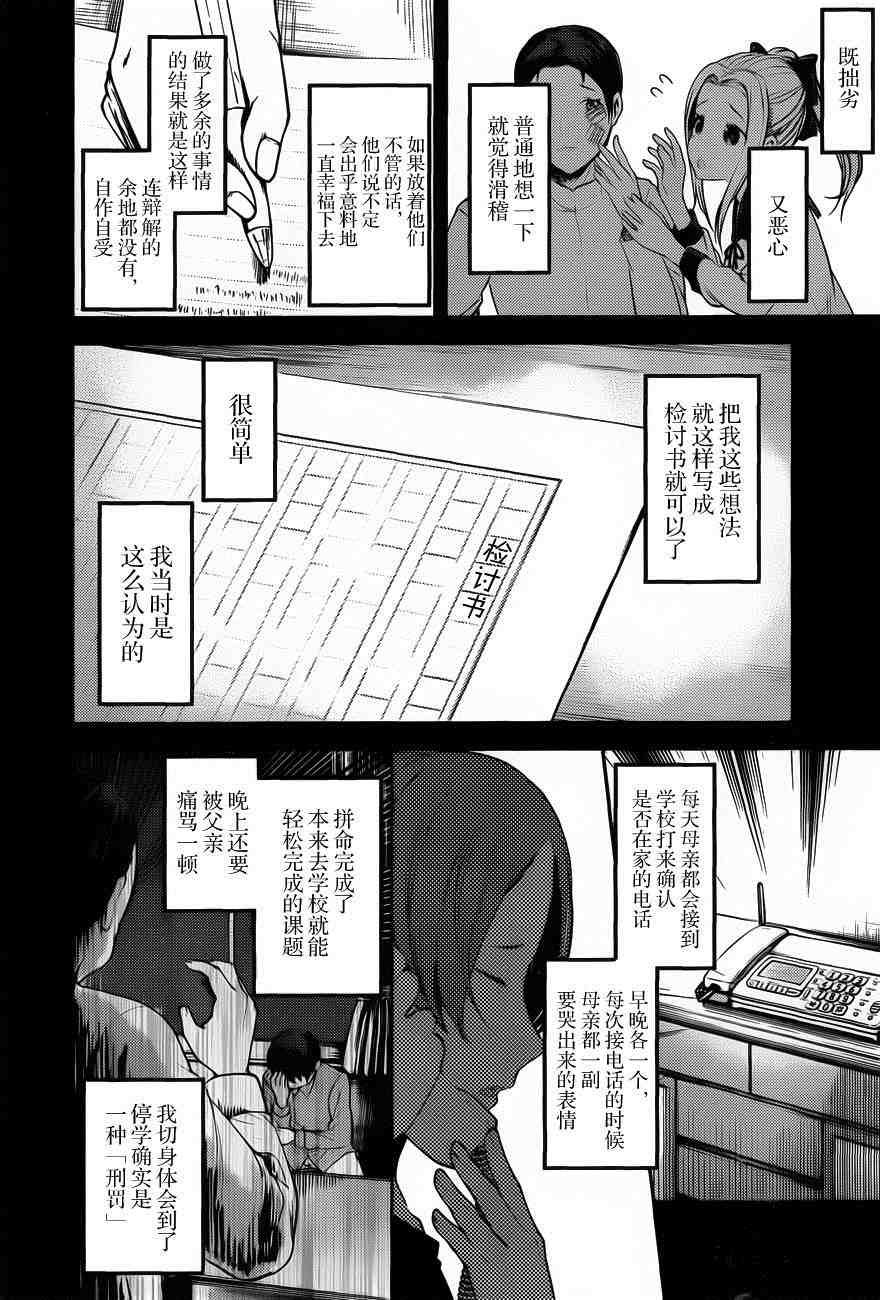 既拙劣
又恶心
普通地想一下
就觉得滑稽
如果放着他们
不管的话，
他们说不定
会出乎意料地
一直幸福下去
做了多余的事情
的结果就是这样
连辩解的
余地都没有，
自作自受
把我这些想法
就这样写成
检讨书就可以了
检讨书
很简单
我当时是
这么认为的
每天母亲都会接到
学校打来确认
是否在家的电话
早晚各一个，
每次接电话的时候
母亲都一副
要哭出来的表情
拼命完成了
本来去学校就能
轻松完成的课题
晚上还要
被父亲
痛骂一顿
我切身体会到了
停学确实是
一种「刑罚」